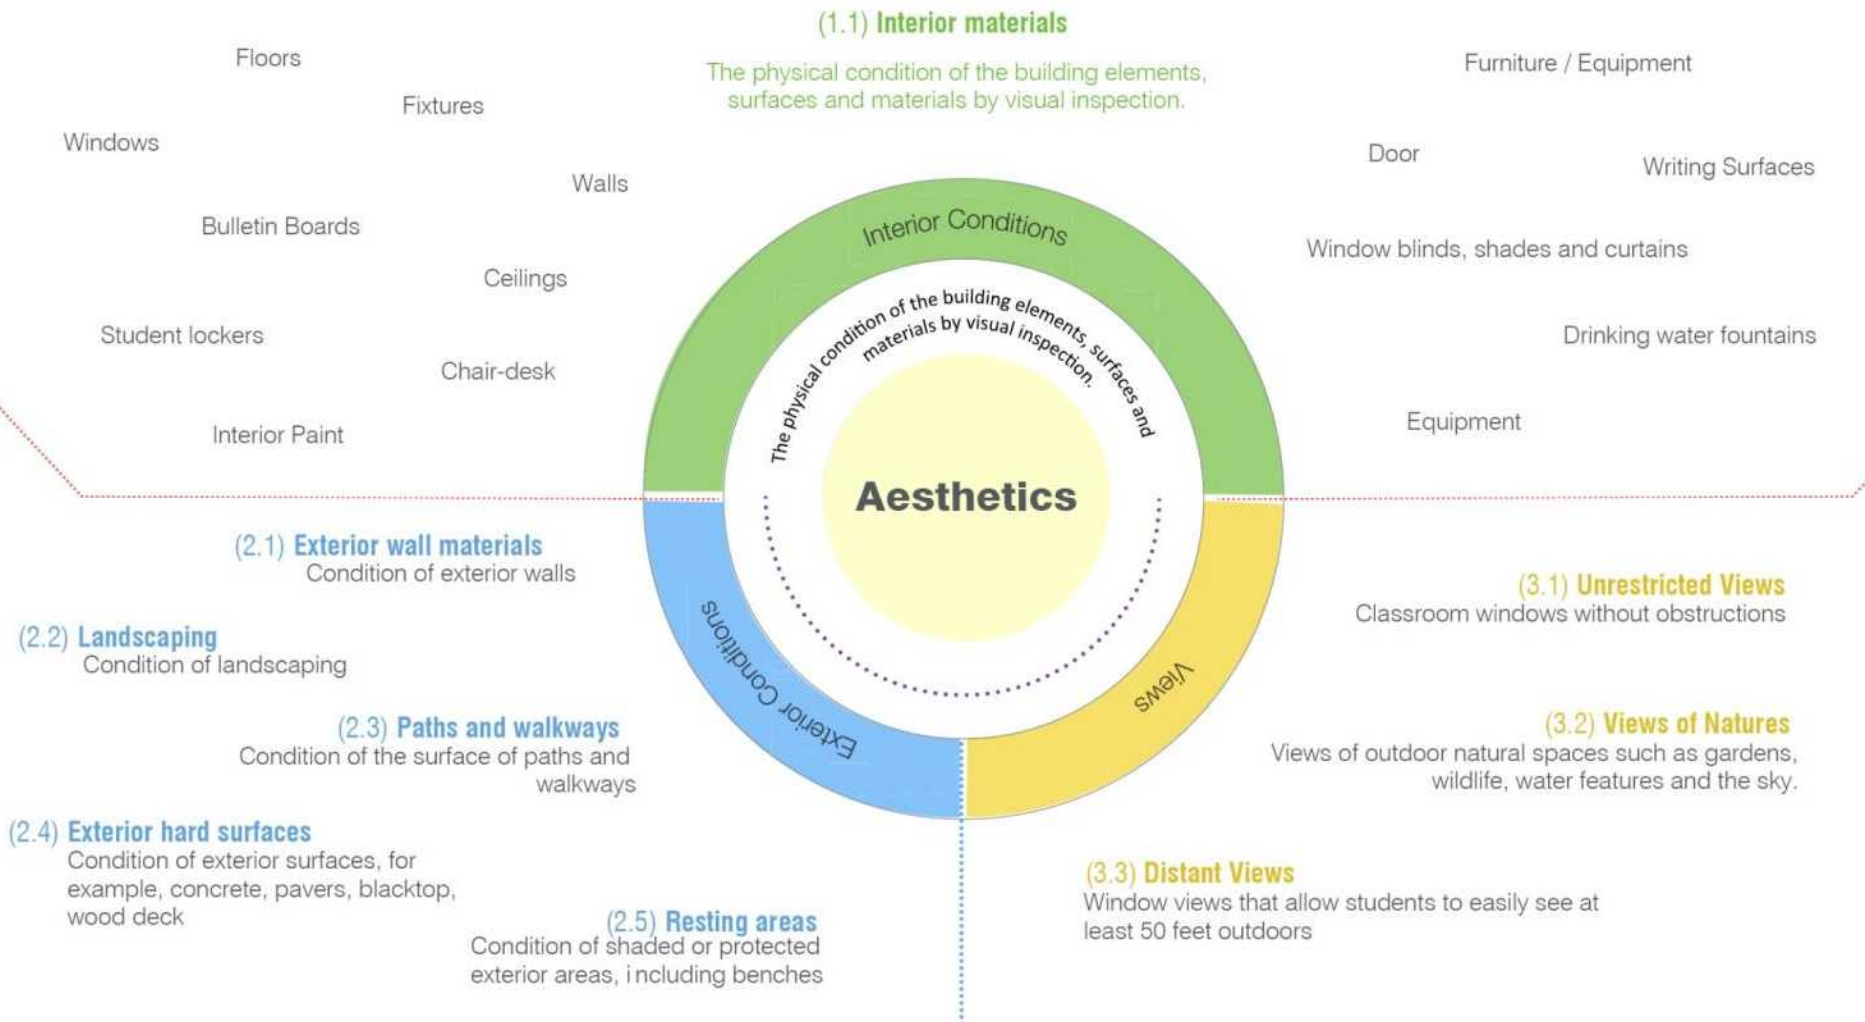 (1.1) Interior materials
The physical condition of the building elements,
surfaces and materials by visual inspection.
Floors
Fixtures
Windows
Walls
Bulletin Boards
Ceilings
Student lockers
Chair-desk
Interior Paint
Furniture / Equipment
Door
Writing Surfaces
Window blinds, shades and curtains
Drinking water fountains
Equipment
Interior Conditions
The physical condition of the building elements, surfaces and
materials by visual inspection.
Aesthetics
Exterior Conditions
Views
(2.1) Exterior wall materials
Condition of exterior walls
(2.2) Landscaping
Condition of landscaping
(2.3) Paths and walkways
Condition of the surface of paths and
walkways
(2.4) Exterior hard surfaces
Condition of exterior surfaces, for
example, concrete, pavers, blacktop,
wood deck
(2.5) Resting areas
Condition of shaded or protected
exterior areas, i ncluding benches
(3.1) Unrestricted Views
Classroom windows without obstructions
(3.2) Views of Natures
Views of outdoor natural spaces such as gardens,
wildlife, water features and the sky.
(3.3) Distant Views
Window views that allow students to easily see at
least 50 feet outdoors